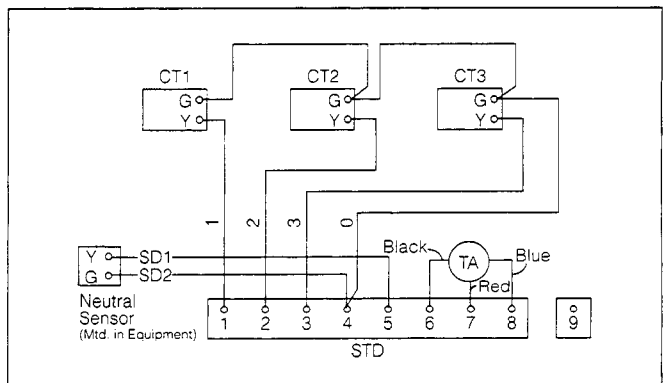 CT1 CT2 CT3
G G G
Y Y Y
1 2 3 0
Y SD1
G SD2
Black TA Blue
Red
Neutral
Sensor
(Mtd. in Equipment)
1 2 3 4 5 6 7 8 9
STD